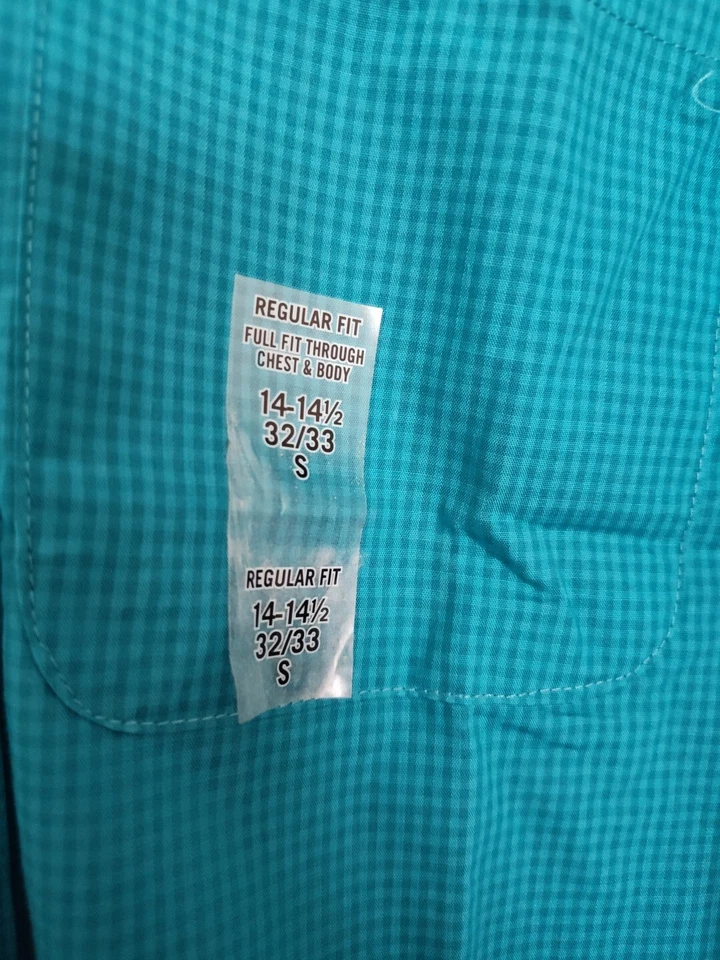 REGULAR FIT
FULL FIT THROUGH
CHEST & BODY
14-14½
32/33
S
REGULAR FIT
14-14½
32/33
S